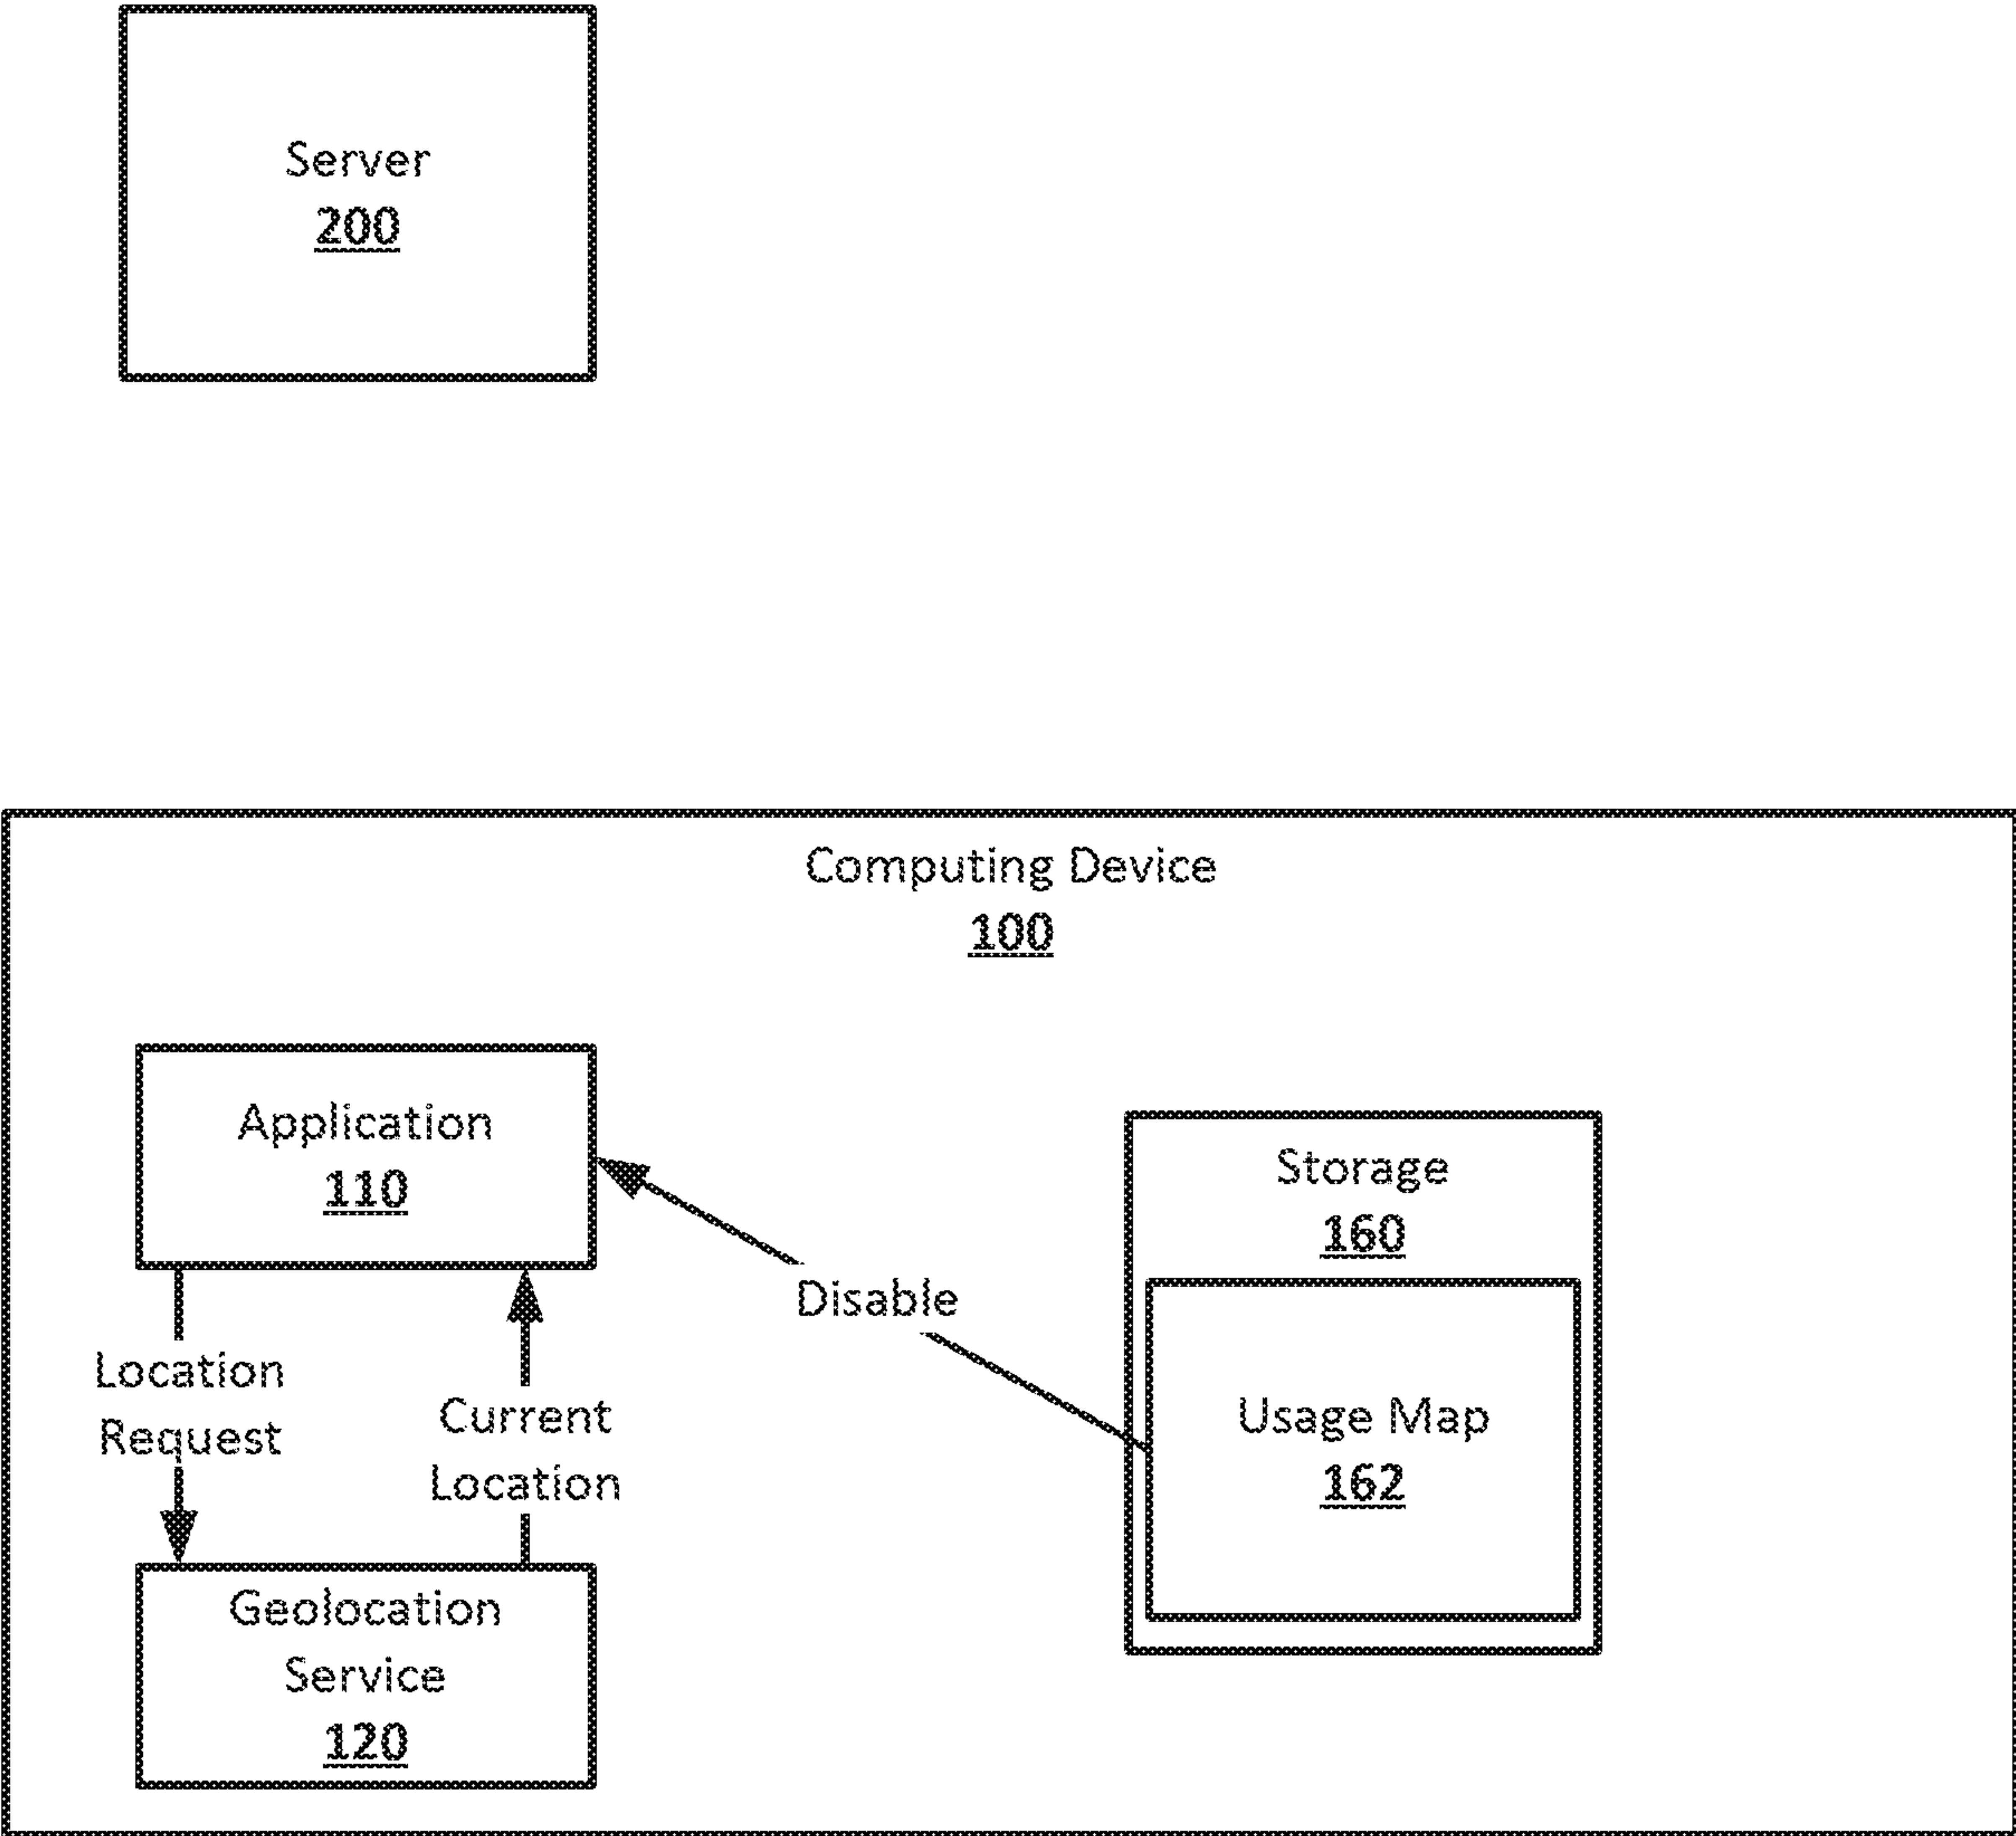 Server
200
Computing Device
100
Application
110
Storage
160
Disable
Location
Request
Current
Location
Usage Map
162
Geolocation
Service
120